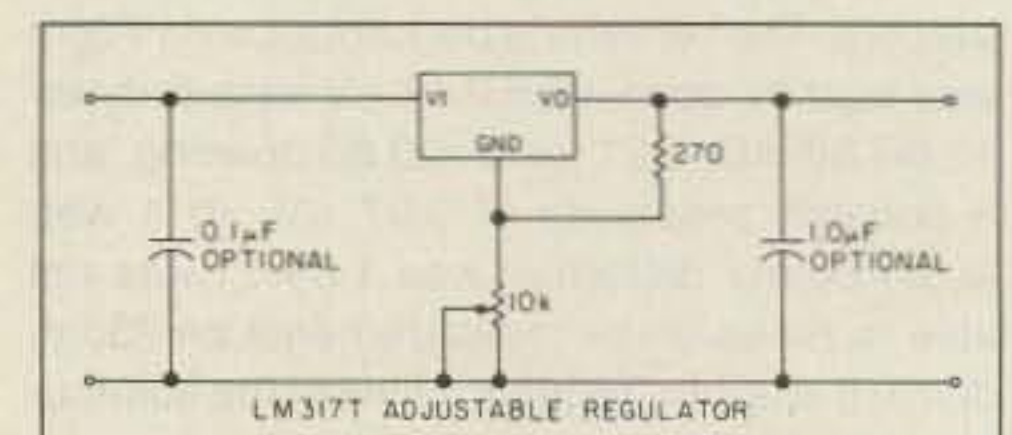 VI
VO
GND
270
0.1µF
OPTIONAL
1.0µF
OPTIONAL
10k
LM317T ADJUSTABLE REGULATOR